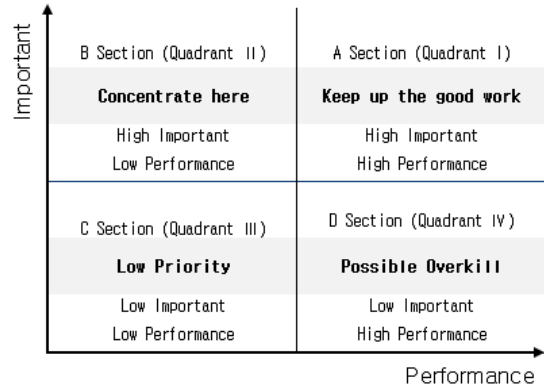 Important
B Section (Quadrant II)
Concentrate here
High Important
Low Performance
A Section (Quadrant I)
Keep up the good work
High Important
High Performance
C Section (Quadrant III)
Low Priority
Low Important
Low Performance
D Section (Quadrant IV)
Possible Overkill
Low Important
High Performance
Performance